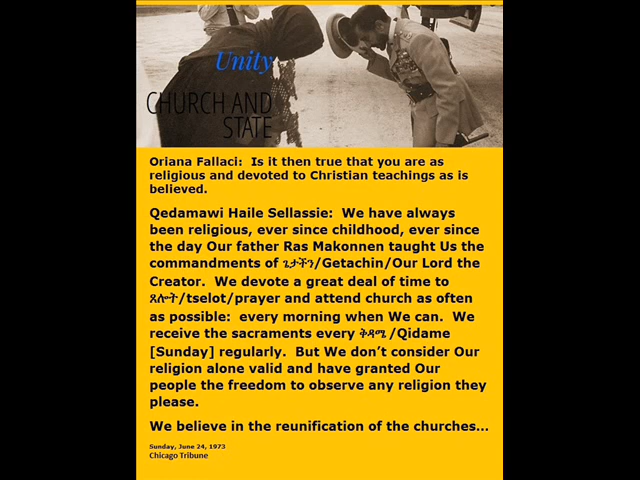 Unity
CHURCH AND
STATE
Oriana Fallaci:  Is it then true that you are as
religious and devoted to Christian teachings as is
believed.
Qedamawi Haile Sellassie:  We have always
been religious, ever since childhood, ever since
the day Our father Ras Makonnen taught Us the
commandments of ጌታችን/Getachin/Our Lord the
Creator.  We devote a great deal of time to
ጸሎት/tselot/prayer and attend church as often
as possible:  every morning when We can.  We
receive the sacraments every ቅዳሜ/Qidame
[Sunday] regularly.  But We don't consider Our
religion alone valid and have granted Our
people the freedom to observe any religion they
please.
We believe in the reunification of the churches...
Sunday, June 24, 1973
Chicago Tribune